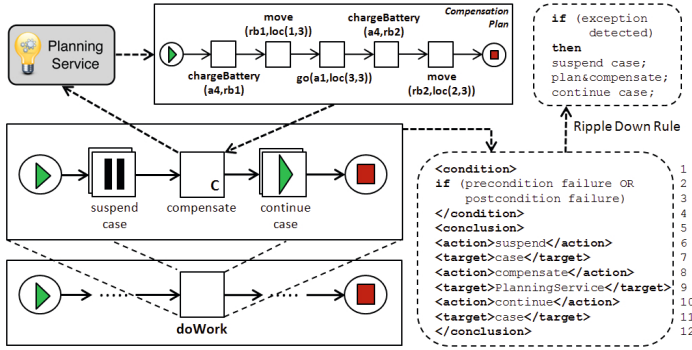 Planning
Service
Compensation
Plan
move
(rb1,loc(1,3))
chargeBattery
(a4,rb2)
chargeBattery
(a4,rb1)
go(a1,loc(3,3))
move
(rb2,loc(2,3))
if (exception
detected)
then
suspend case;
plan&compensate;
continue case;
Ripple Down Rule
C
suspend
case
compensate
continue
case
doWork
<condition> 1
if (precondition failure OR 2
postcondition failure) 3
</condition> 4
<conclusion> 5
<action>suspend</action> 6
<target>case</target> 7
<action>compensate</action> 8
<target>PlanningService</target> 9
<action>continue</action> 10
<target>case</target> 11
</conclusion> 12